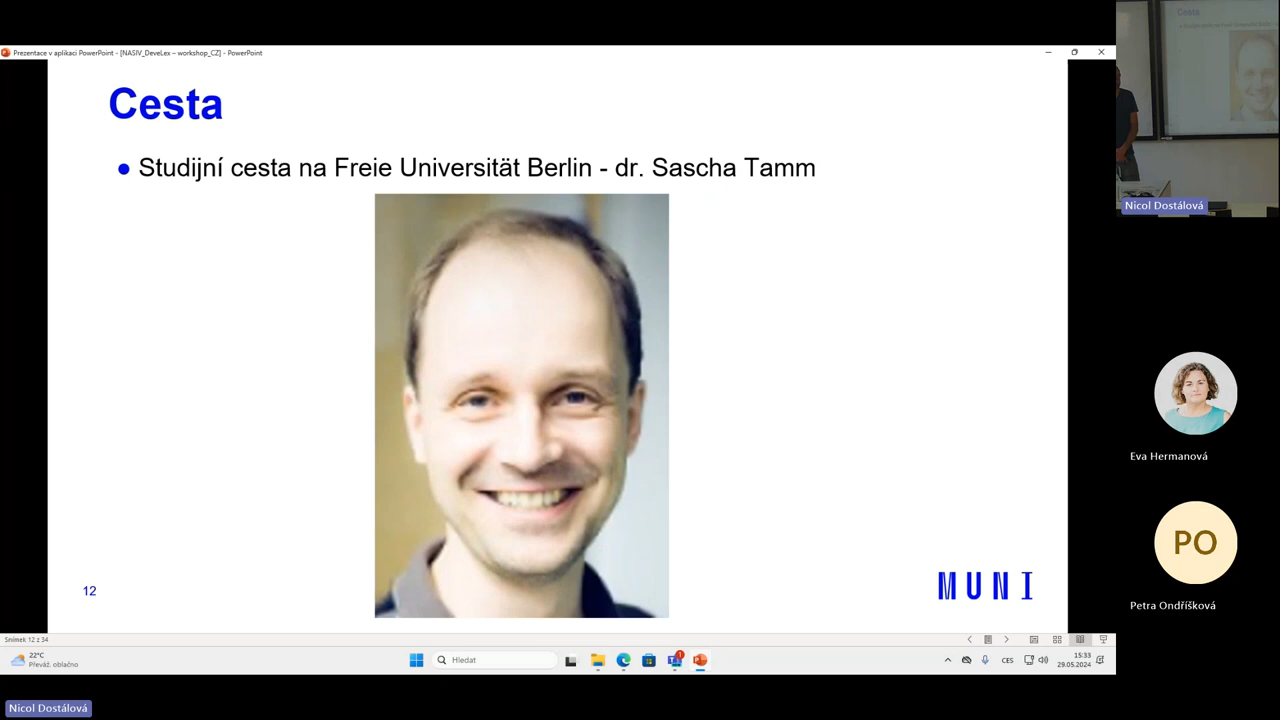 Prezentace v aplikaci PowerPoint - [NASIV_DeveLex – workshop_CZ] - PowerPoint
Cesta
Studijní cesta na Freie Universität Berlin - dr. Sascha Tamm
12
MUNI
Snímek 12 z 34
22°C
Převáž. oblačno
Hledat
1
CES
15:33
29.05.2024
Cesta
Nicol Dostálová
Eva Hermanová
PO
Petra Ondříšková
Nicol Dostálová